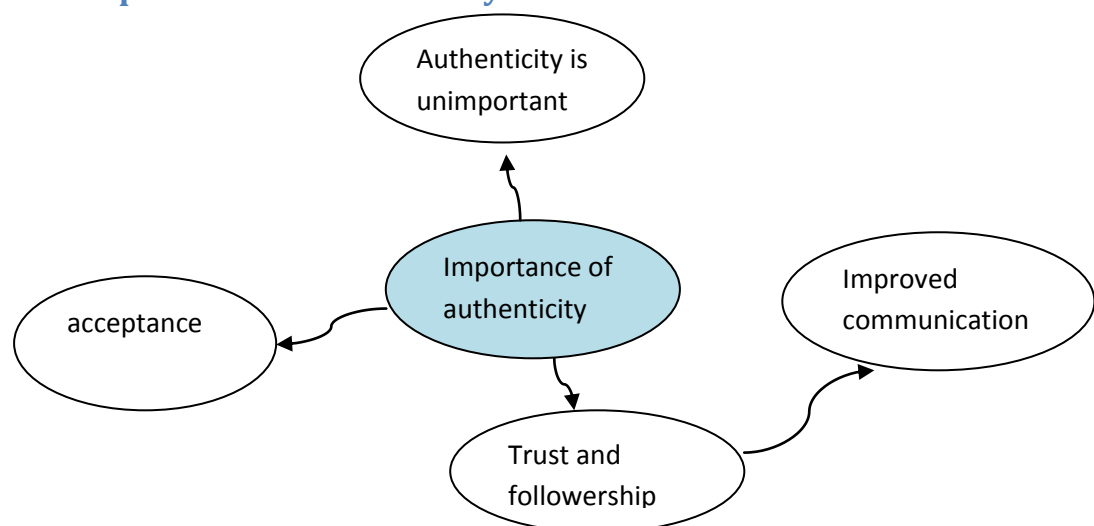 Authenticity is
unimportant
Importance of
authenticity
Improved
communication
acceptance
Trust and
followership